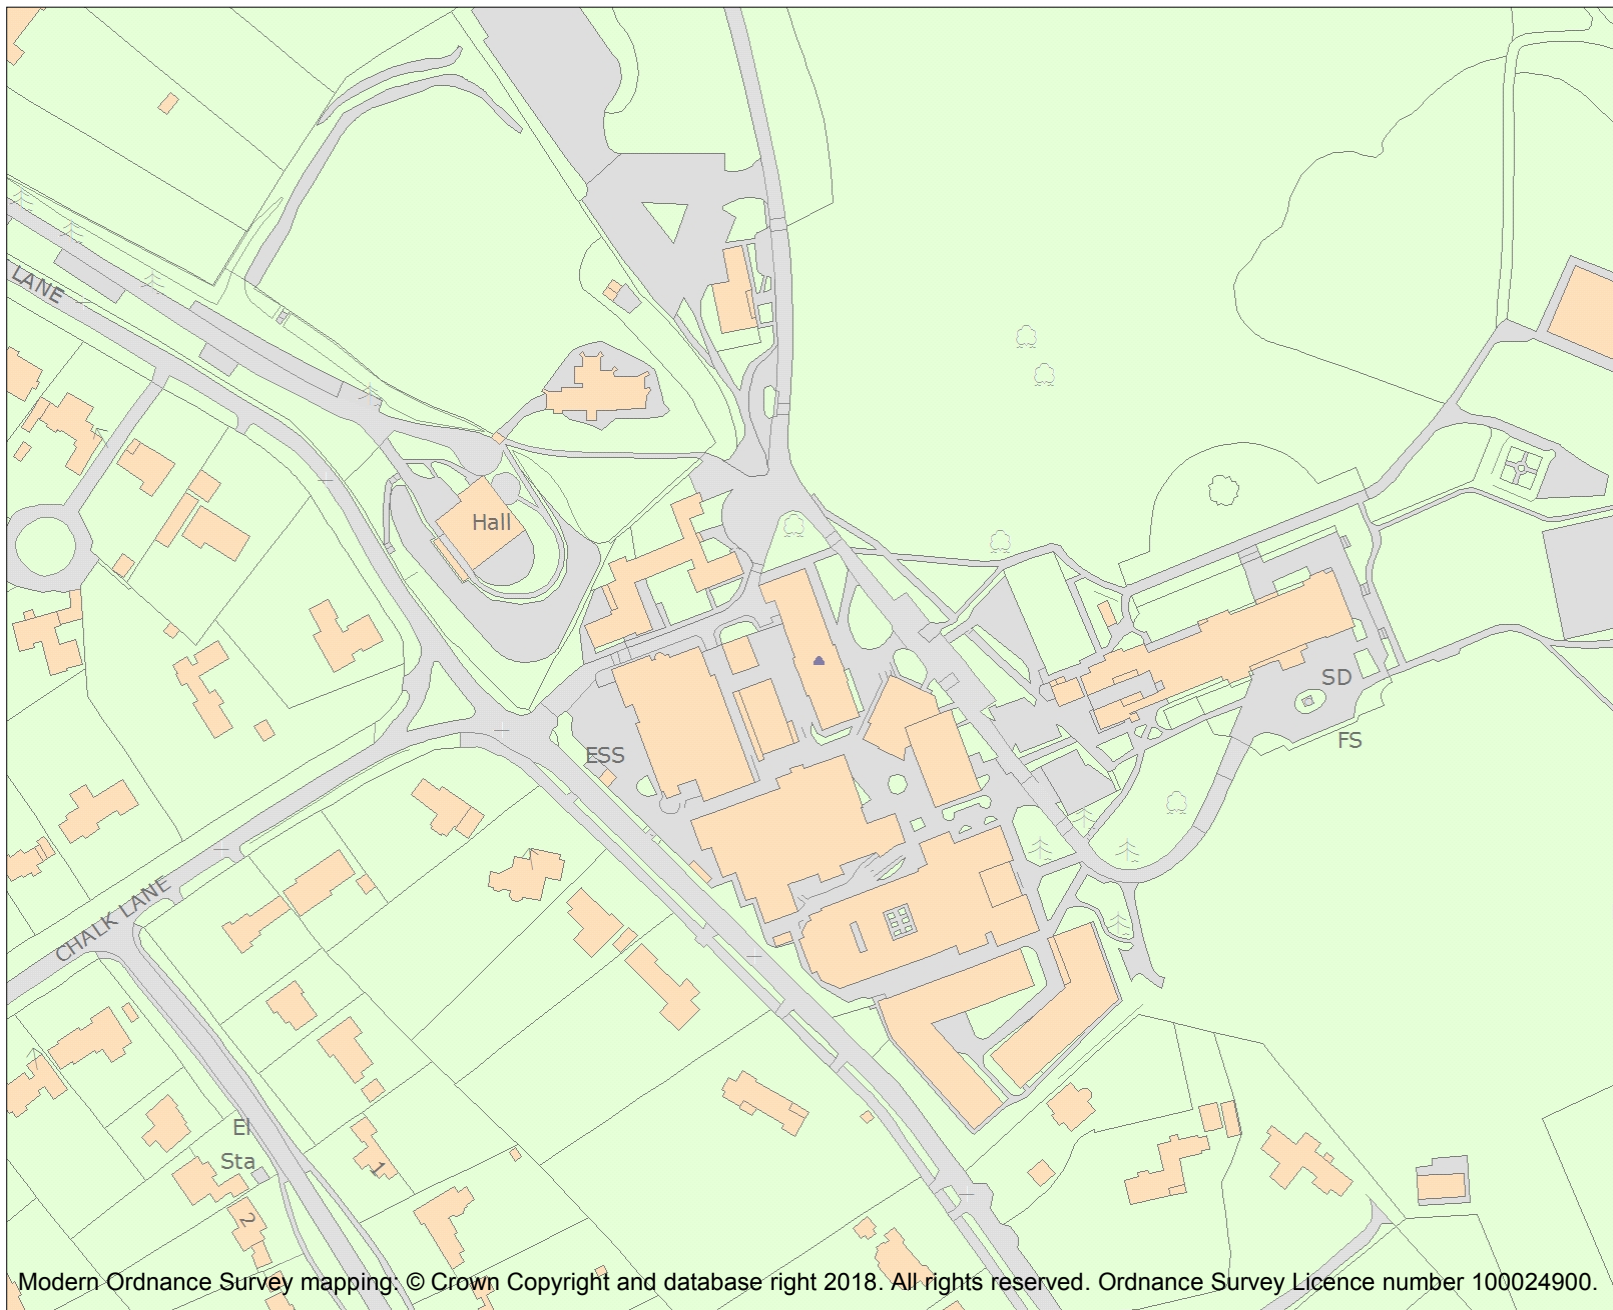 LANE
Hall
SD
FS
ESS
CHALK LANE
El
Sta
1
2
Modern Ordnance Survey mapping: © Crown Copyright and database right 2018. All rights reserved. Ordnance Survey Licence number 100024900.